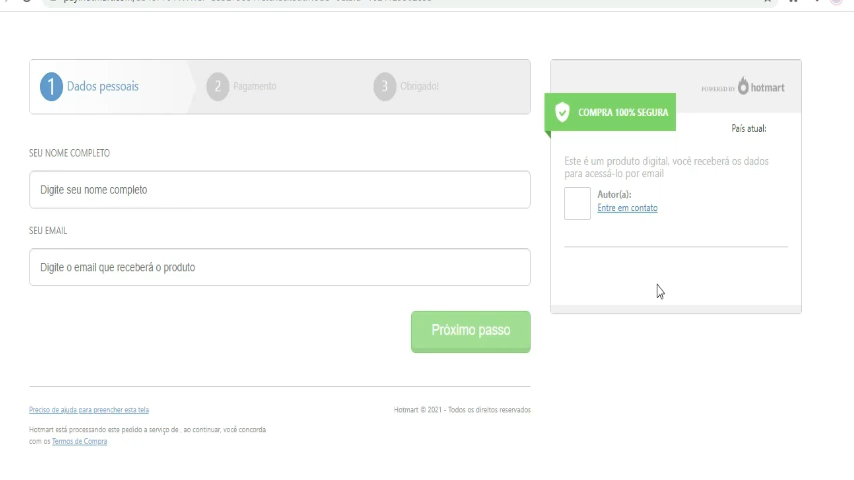 1 Dados pessoais
2 Pagamento
3 Obrigado!
SEU NOME COMPLETO
Digite seu nome completo
SEU EMAIL
Digite o email que receberá o produto
Próximo passo
Preciso de ajuda para preencher esta tela
Hotmart © 2021 - Todos os direitos reservados
Hotmart está processando este pedido a serviço de , ao continuar, você concorda
com os Termos de Compra
POWERED BY hotmart
COMPRA 100% SEGURA
País atual:
Este é um produto digital, você receberá os dados
para acessá-lo por email
Autor(a):
Entre em contato